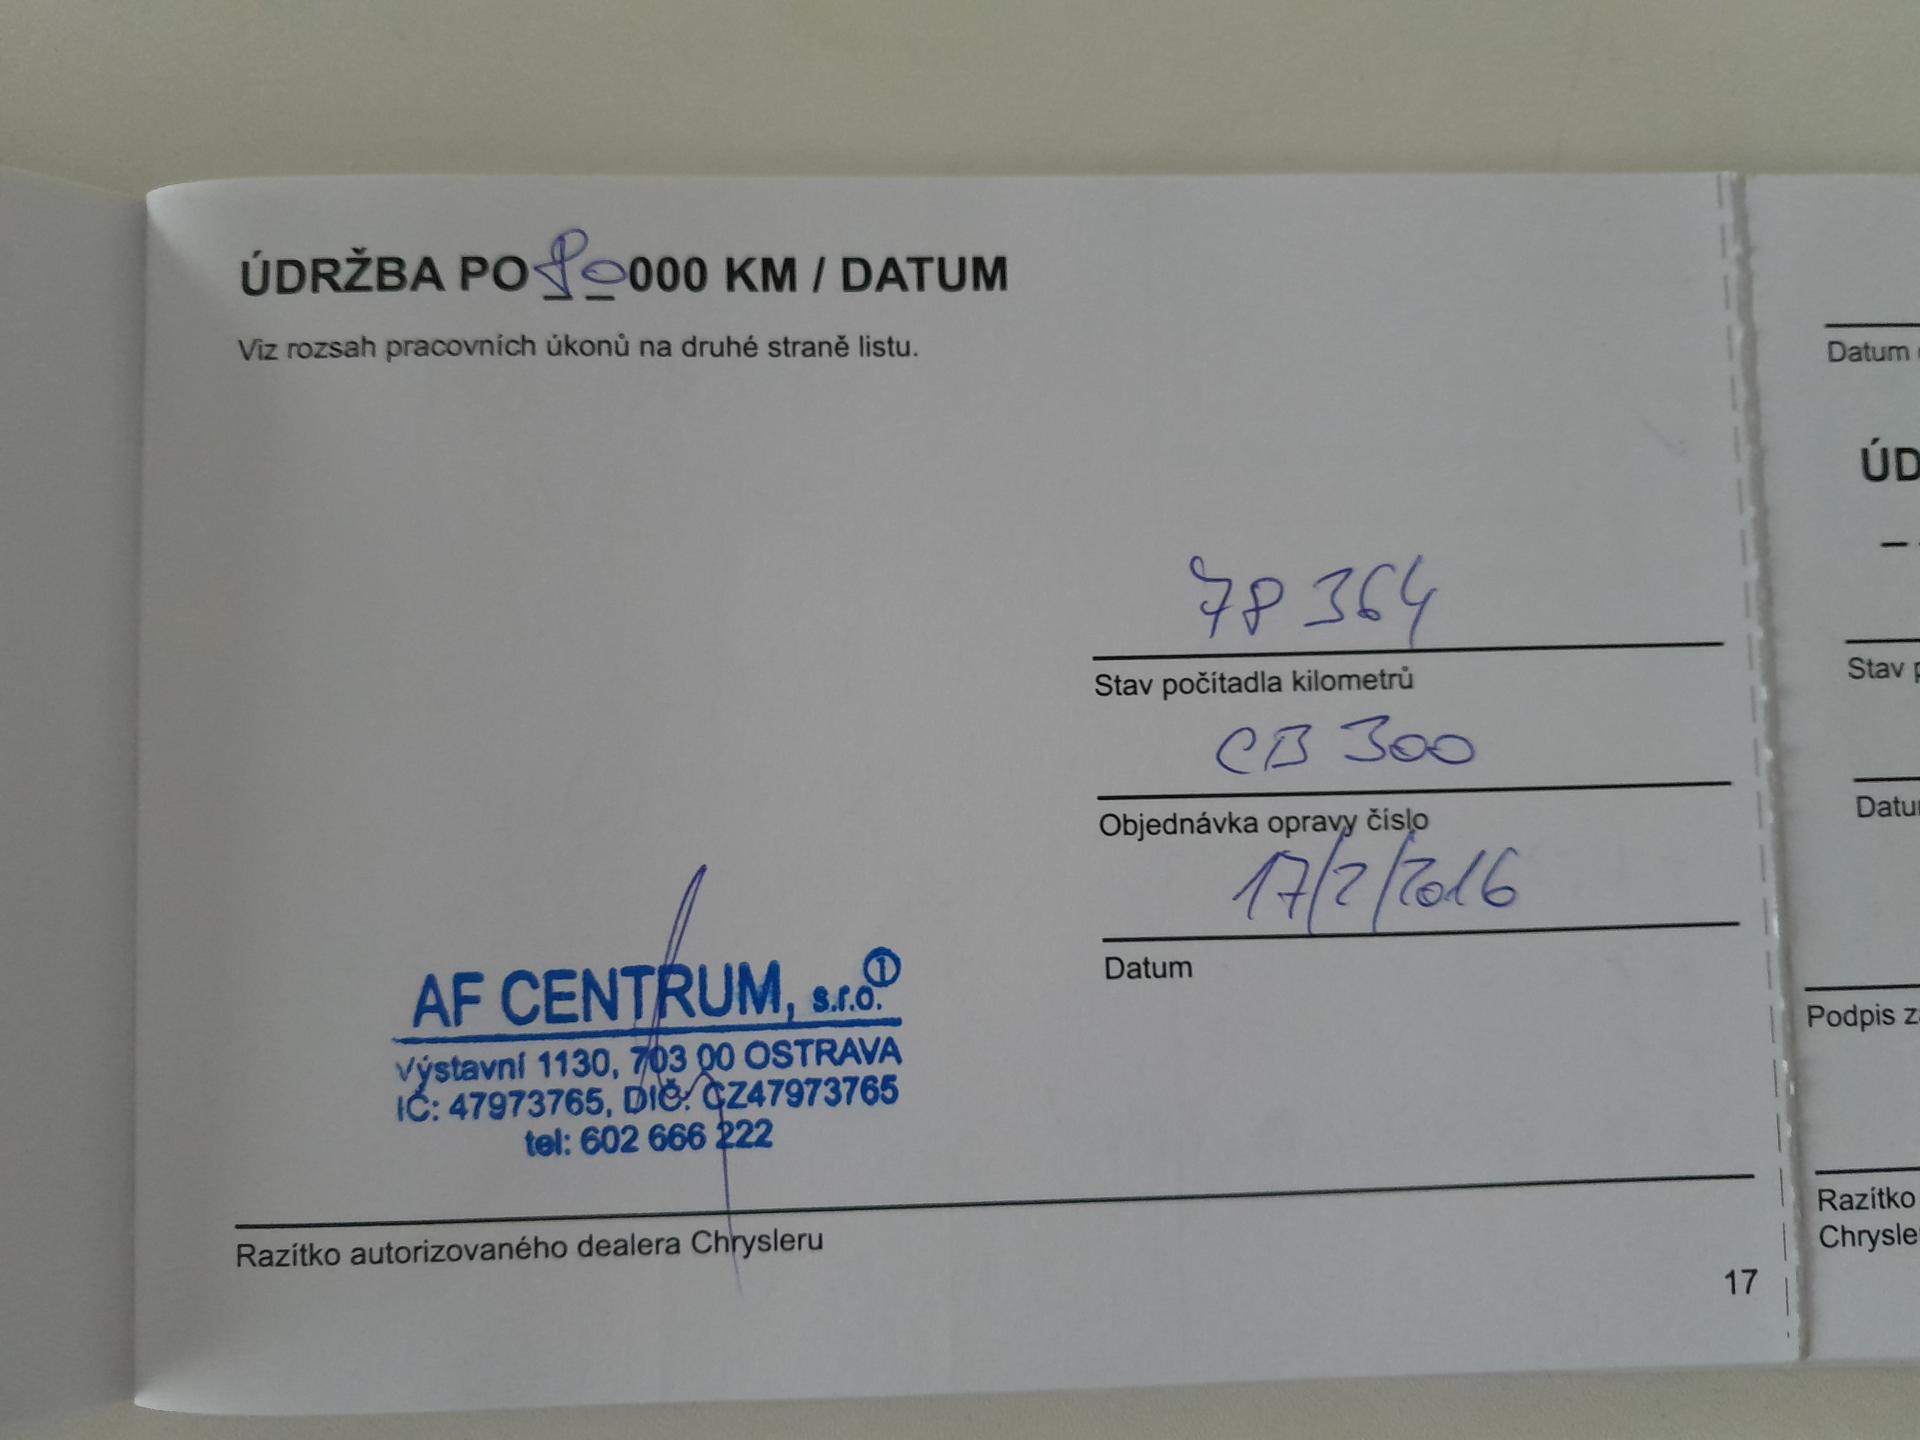 ÚDRŽBA PO 80000 KM / DATUM
Viz rozsah pracovních úkonů na druhé straně listu.
78 364
Stav počítadla kilometrů
CB 300
Objednávka opravy číslo
17/2/2016
Datum
AF CENTRUM, s.r.o. 1
Výstavní 1130, 703 00 OSTRAVA
IČ: 47973765, DIČ: CZ47973765
tel: 602 666 222
Razítko autorizovaného dealera Chrysleru
17
Datum
ÚD
Stav
Datu
Podpis
Razítko
Chrysle